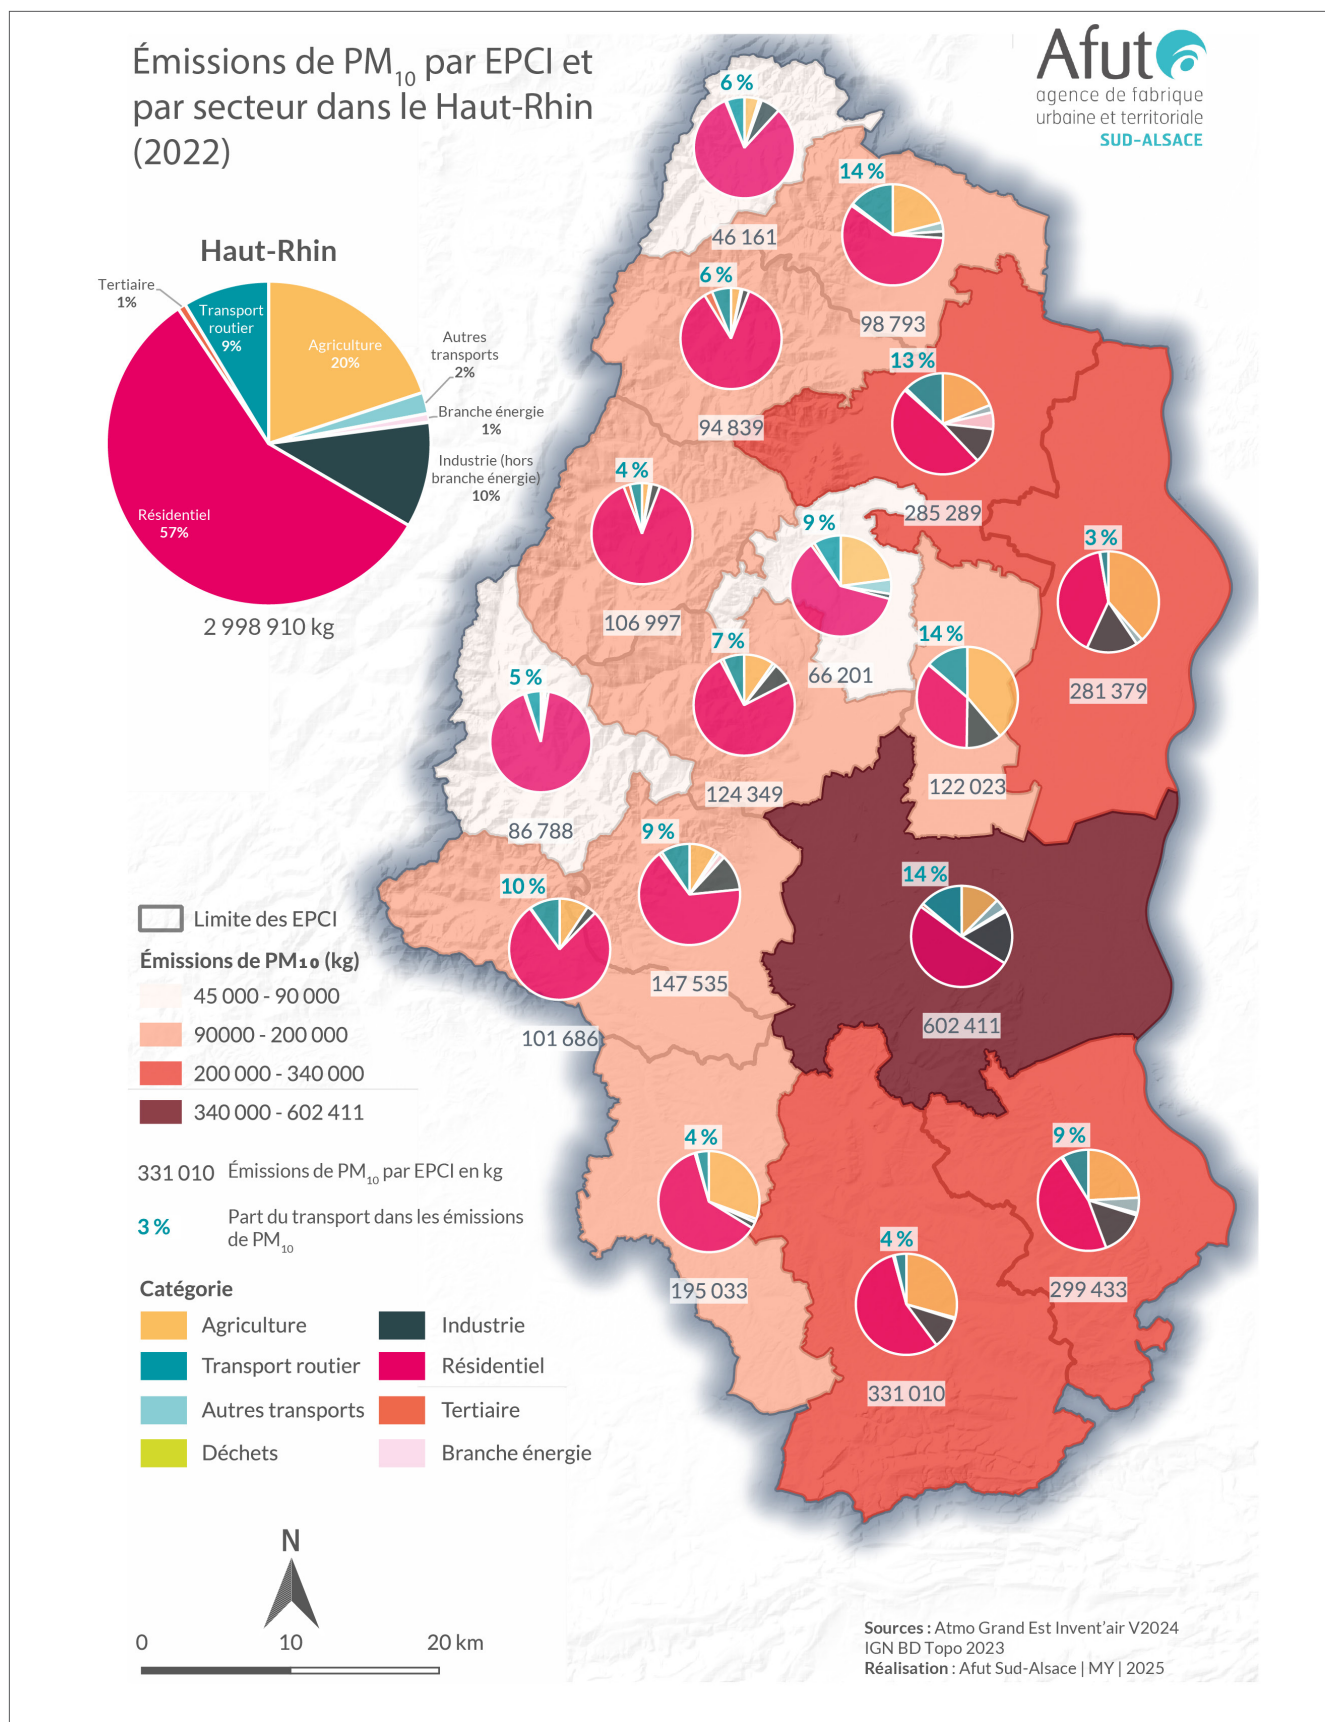 Émissions de PM10 par EPCI et
par secteur dans le Haut-Rhin
(2022)
Afut
agence de fabrique
urbaine et territoriale
SUD-ALSACE
Haut-Rhin
Tertiaire
1%
Transport
routier
9%
Agriculture
20%
Autres
transports
2%
Branche énergie
1%
Industrie (hors
branche énergie)
10%
Résidentiel
57%
2 998 910 kg
6 %
46 161
14 %
98 793
6 %
94 839
13 %
285 289
4 %
106 997
9 %
66 201
3 %
281 379
14 %
122 023
7 %
124 349
5 %
86 788
9 %
147 535
10 %
101 686
14 %
602 411
4 %
195 033
4 %
331 010
9 %
299 433
Limite des EPCI
Émissions de PM10 (kg)
45 000 - 90 000
90000 - 200 000
200 000 - 340 000
340 000 - 602 411
331 010 Émissions de PM10 par EPCI en kg
3 % Part du transport dans les émissions
de PM10
Catégorie
Agriculture
Industrie
Transport routier
Résidentiel
Autres transports
Tertiaire
Déchets
Branche énergie
N
0 10 20 km
Sources : Atmo Grand Est Invent'air V2024
IGN BD Topo 2023
Réalisation : Afut Sud-Alsace | MY | 2025